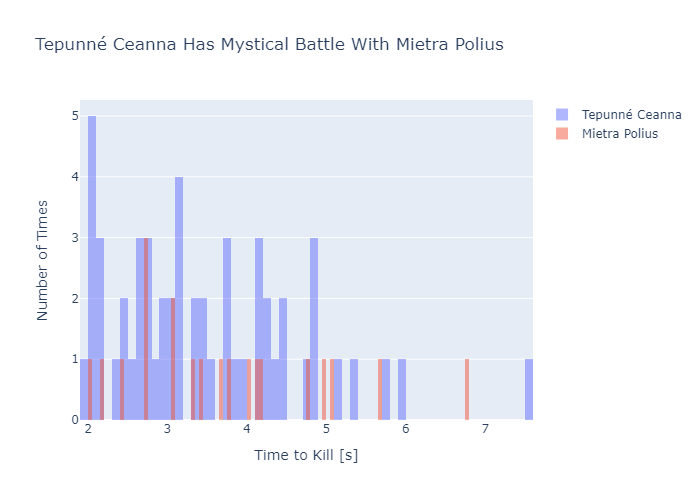 Tepunné Ceanna Has Mystical Battle With Mietra Polius
Tepunné Ceanna
Mietra Polius
Number of Times
5
4
3
2
1
0
2 3 4 5 6 7
Time to Kill [s]